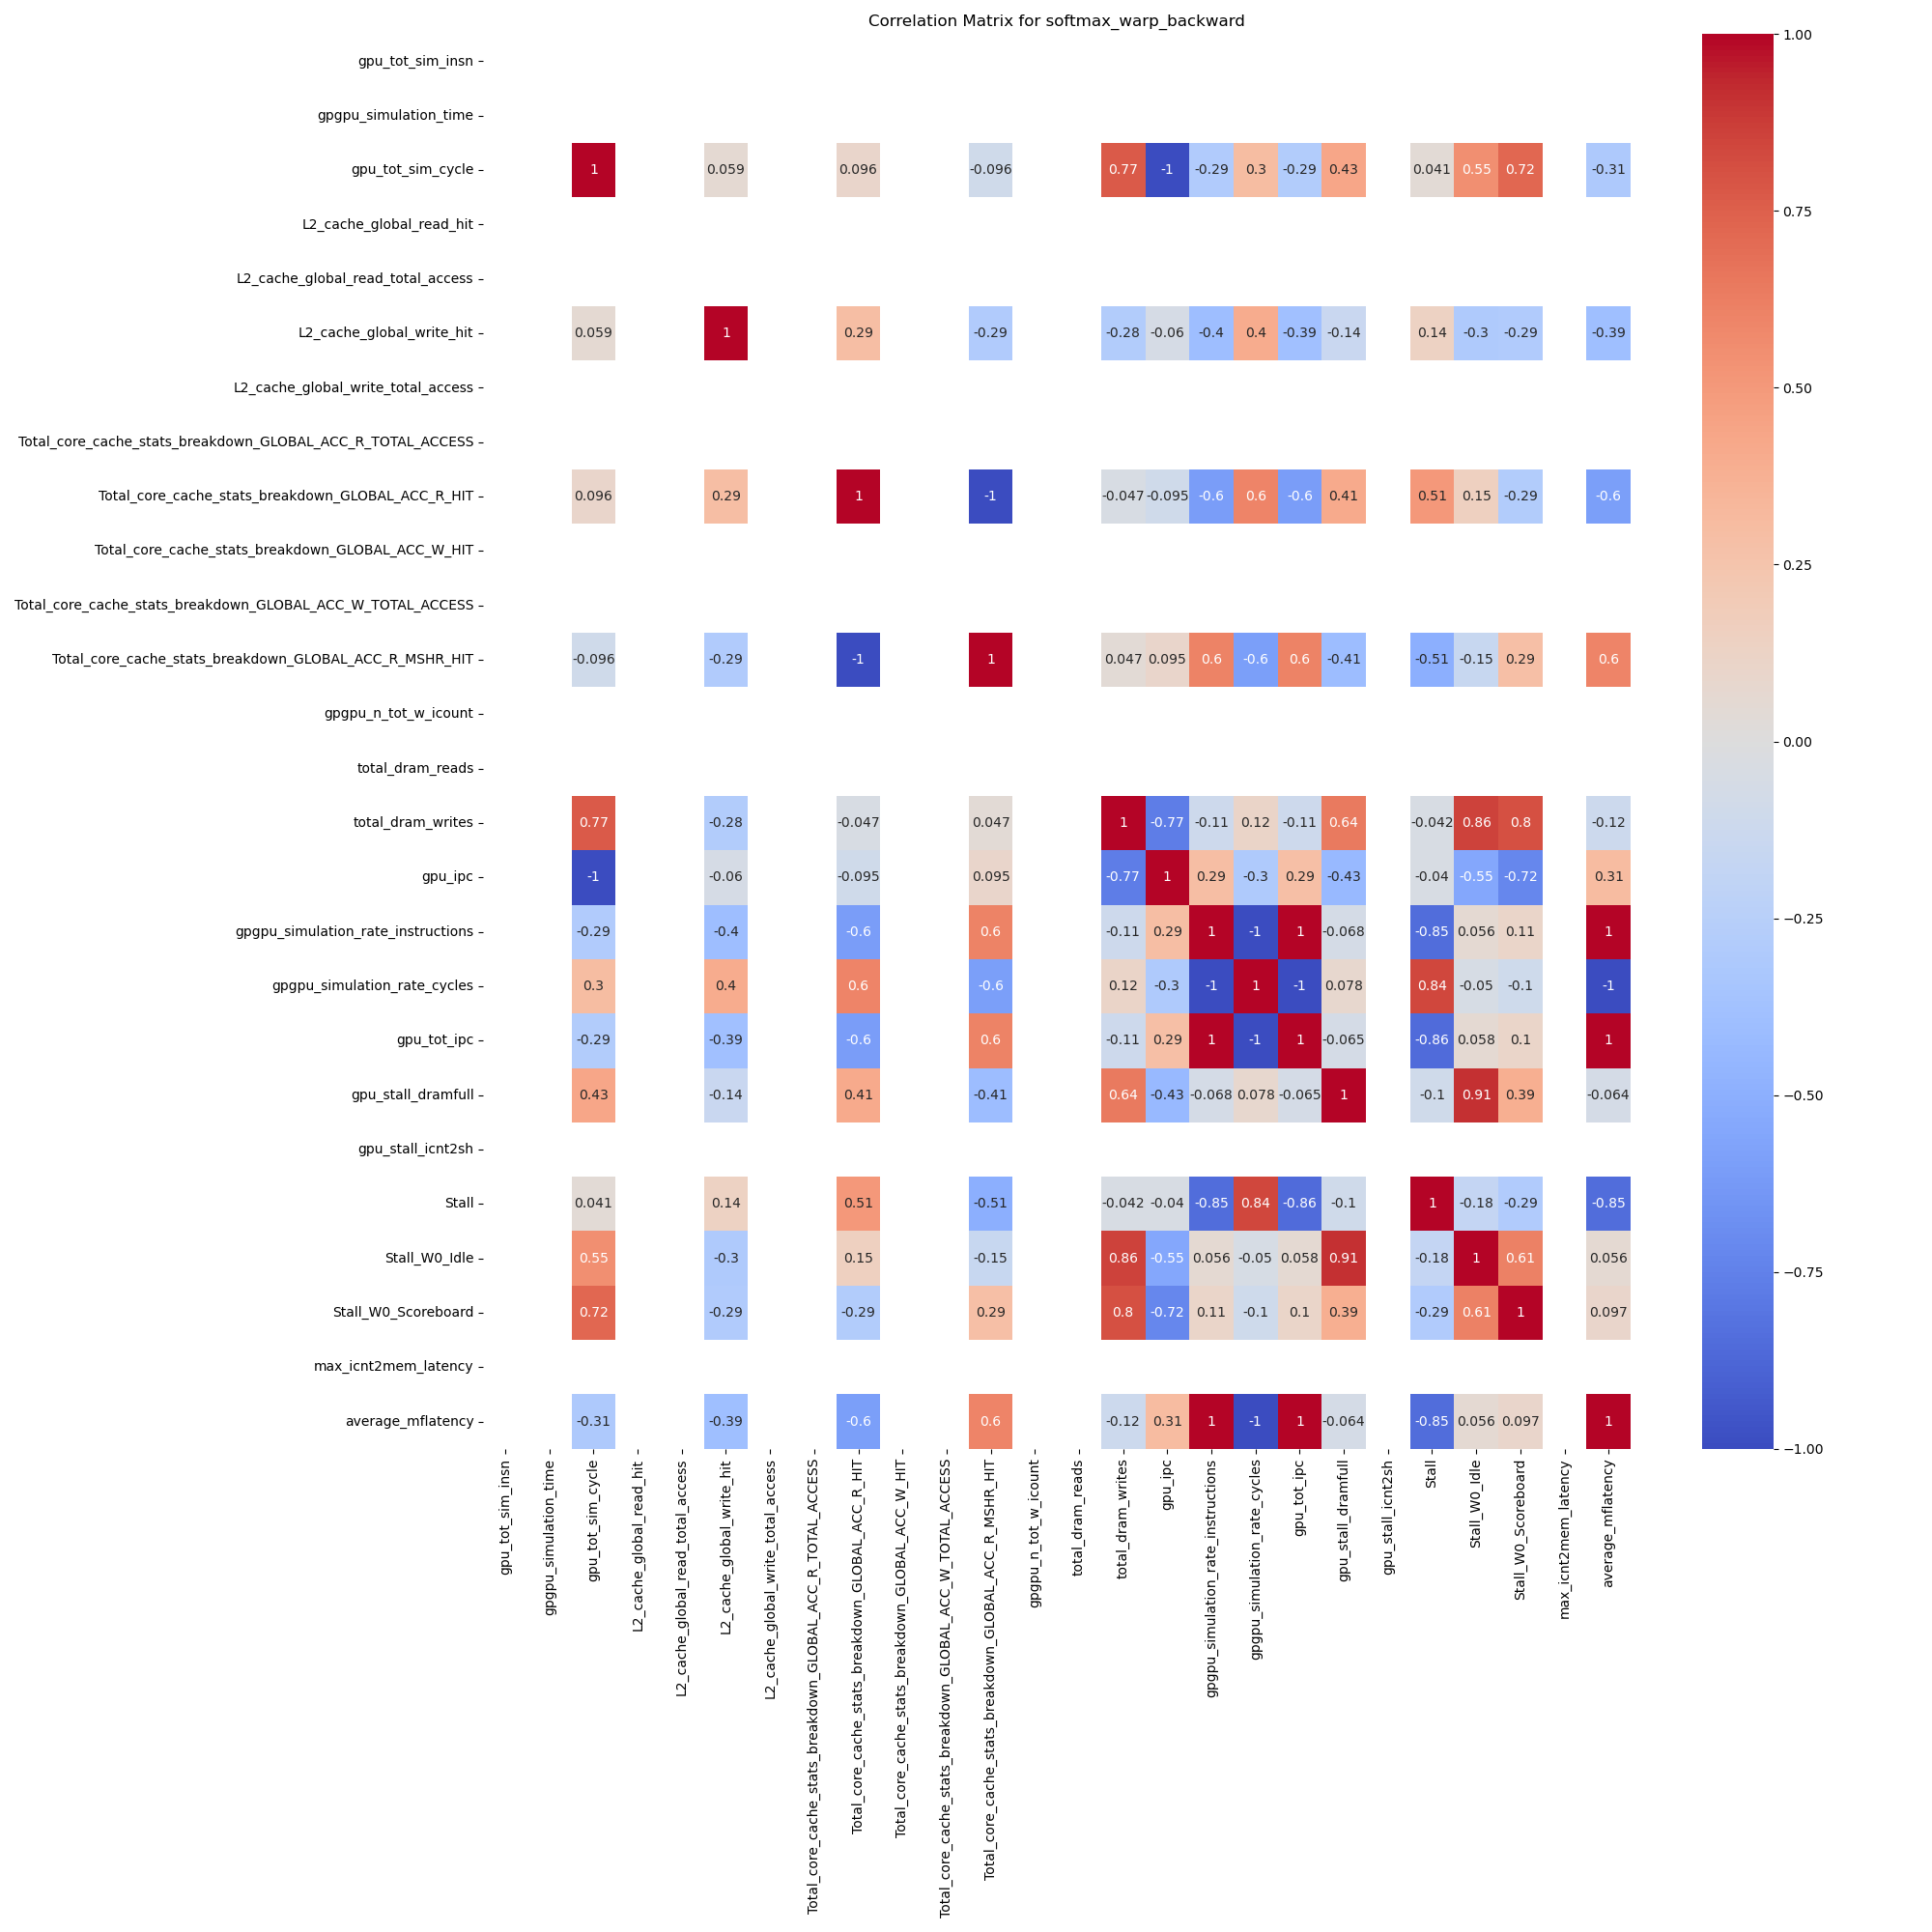 Correlation Matrix for softmax_warp_backward
gpu_tot_sim_insn
gpgpu_simulation_time
gpu_tot_sim_cycle 1 0.059 0.096 -0.096 0.77 -1 -0.29 0.3 -0.29 0.43 0.041 0.55 0.72 -0.31
L2_cache_global_read_hit
L2_cache_global_read_total_access
L2_cache_global_write_hit 0.059 1 0.29 -0.29 -0.28 -0.06 -0.4 0.4 -0.39 -0.14 0.14 -0.3 -0.29 -0.39
L2_cache_global_write_total_access
Total_core_cache_stats_breakdown_GLOBAL_ACC_R_TOTAL_ACCESS
Total_core_cache_stats_breakdown_GLOBAL_ACC_R_HIT 0.096 0.29 1 -1 -0.047 -0.095 -0.6 0.6 -0.6 0.41 0.51 0.15 -0.29 -0.6
Total_core_cache_stats_breakdown_GLOBAL_ACC_W_HIT
Total_core_cache_stats_breakdown_GLOBAL_ACC_W_TOTAL_ACCESS
Total_core_cache_stats_breakdown_GLOBAL_ACC_R_MSHR_HIT -0.096 -0.29 -1 1 0.047 0.095 0.6 -0.6 0.6 -0.41 -0.51 -0.15 0.29 0.6
gpgpu_n_tot_w_icount
total_dram_reads
total_dram_writes 0.77 -0.28 -0.047 0.047 1 -0.77 -0.11 0.12 -0.11 0.64 -0.042 0.86 0.8 -0.12
gpu_ipc -1 -0.06 -0.095 0.095 -0.77 1 0.29 -0.3 0.29 -0.43 -0.04 -0.55 -0.72 0.31
gpgpu_simulation_rate_instructions -0.29 -0.4 -0.6 0.6 -0.11 0.29 1 -1 1 -0.068 -0.85 0.056 0.11 1
gpgpu_simulation_rate_cycles 0.3 0.4 0.6 -0.6 0.12 -0.3 -1 1 -1 0.078 0.84 -0.05 -0.1 -1
gpu_tot_ipc -0.29 -0.39 -0.6 0.6 -0.11 0.29 1 -1 1 -0.065 -0.86 0.058 0.1 1
gpu_stall_dramfull 0.43 -0.14 0.41 -0.41 0.64 -0.43 -0.068 0.078 -0.065 1 -0.1 0.91 0.39 -0.064
gpu_stall_icnt2sh
Stall 0.041 0.14 0.51 -0.51 -0.042 -0.04 -0.85 0.84 -0.86 -0.1 1 -0.18 -0.29 -0.85
Stall_W0_Idle 0.55 -0.3 0.15 -0.15 0.86 -0.55 0.056 -0.05 0.058 0.91 -0.18 1 0.61 0.056
Stall_W0_Scoreboard 0.72 -0.29 -0.29 0.29 0.8 -0.72 0.11 -0.1 0.1 0.39 -0.29 0.61 1 0.097
max_icnt2mem_latency
average_mflatency -0.31 -0.39 -0.6 0.6 -0.12 0.31 1 -1 1 -0.064 -0.85 0.056 0.097 1
gpu_tot_sim_insn
gpgpu_simulation_time
gpu_tot_sim_cycle
L2_cache_global_read_hit
L2_cache_global_read_total_access
L2_cache_global_write_hit
L2_cache_global_write_total_access
Total_core_cache_stats_breakdown_GLOBAL_ACC_R_TOTAL_ACCESS
Total_core_cache_stats_breakdown_GLOBAL_ACC_R_HIT
Total_core_cache_stats_breakdown_GLOBAL_ACC_W_HIT
Total_core_cache_stats_breakdown_GLOBAL_ACC_W_TOTAL_ACCESS
Total_core_cache_stats_breakdown_GLOBAL_ACC_R_MSHR_HIT
gpgpu_n_tot_w_icount
total_dram_reads
total_dram_writes
gpu_ipc
gpgpu_simulation_rate_instructions
gpgpu_simulation_rate_cycles
gpu_tot_ipc
gpu_stall_dramfull
gpu_stall_icnt2sh
Stall
Stall_W0_Idle
Stall_W0_Scoreboard
max_icnt2mem_latency
average_mflatency
1.00
0.75
0.50
0.25
0.00
−0.25
−0.50
−0.75
−1.00